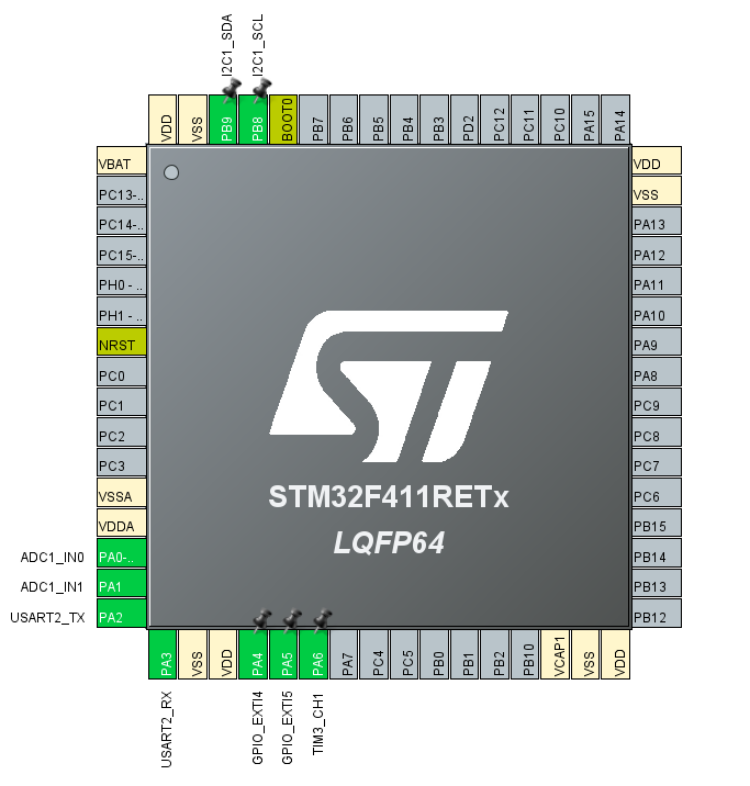 I2C1_SDA
I2C1_SCL
VDD
VSS
PB9
PB8
BOOT0
PB7
PB6
PB5
PB4
PB3
PD2
PC12
PC11
PC10
PA15
PA14
VBAT
PC13-..
PC14-..
PC15-..
PH0 - ..
PH1 - ..
NRST
PC0
PC1
PC2
PC3
VSSA
VDDA
ADC1_IN0 PA0-..
ADC1_IN1 PA1
USART2_TX PA2
STM32F411RETx
LQFP64
VDD
VSS
PA13
PA12
PA11
PA10
PA9
PA8
PC9
PC8
PC7
PC6
PB15
PB14
PB13
PB12
PA3
VSS
VDD
PA4
PA5
PA6
PA7
PC4
PC5
PB0
PB1
PB2
PB10
VCAP1
VSS
VDD
USART2_RX
GPIO_EXTI4
GPIO_EXTI5
TIM3_CH1